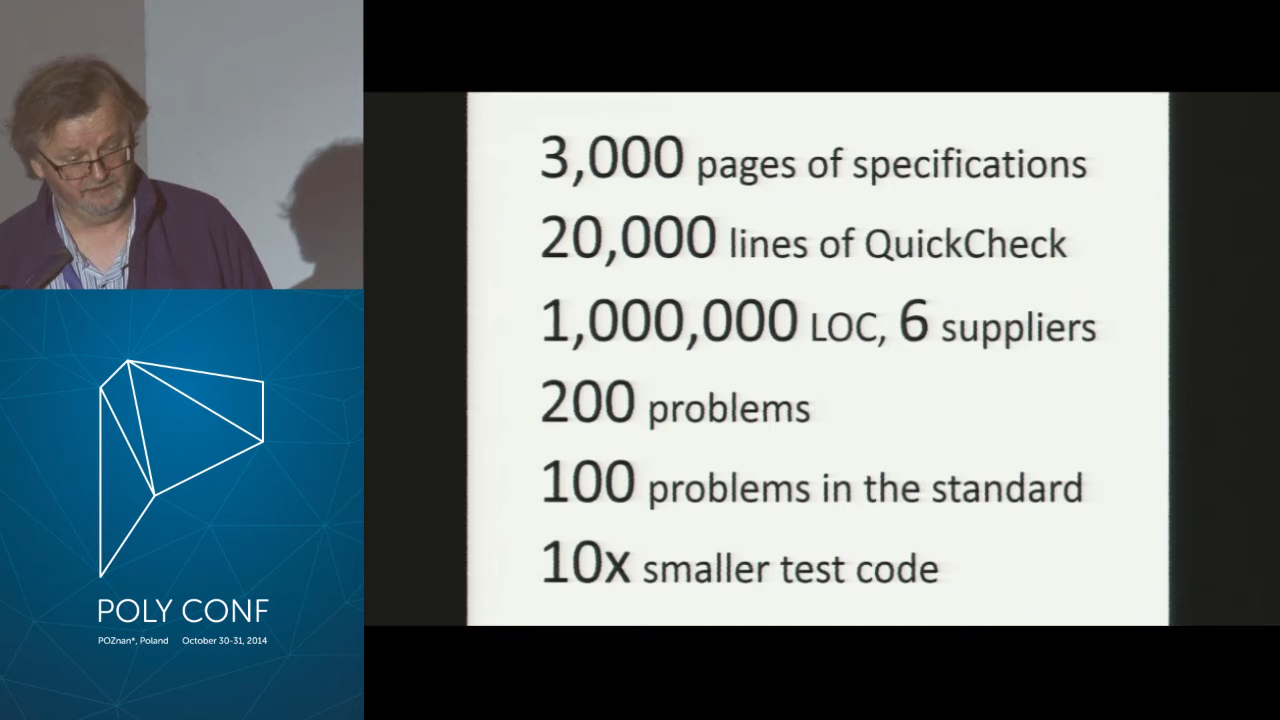 3,000 pages of specifications
20,000 lines of QuickCheck
1,000,000 LOC, 6 suppliers
200 problems
100 problems in the standard
10x smaller test code
POLY CONF
POZnan*, Poland October 30-31, 2014